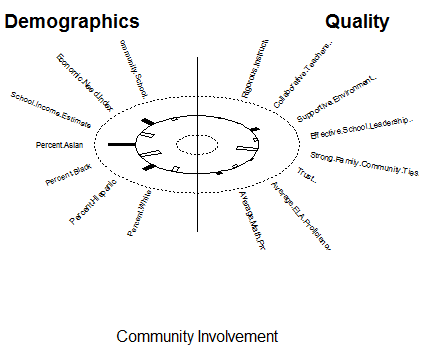 Demographics
Quality
ommunity.School..
Economic.Need.Index
School.Income.Estimate
Percent.Asian
Percent.Black
Percent.Hispanic
Percent.White
Rigorous.Instructi
Collaborative.Teachers..
Supportive.Environment..
Effective.School.Leadership..
Strong.Family.Community.Ties
Trust..
Average.ELA.Proficienc
Average.Math.Pr
Community Involvement